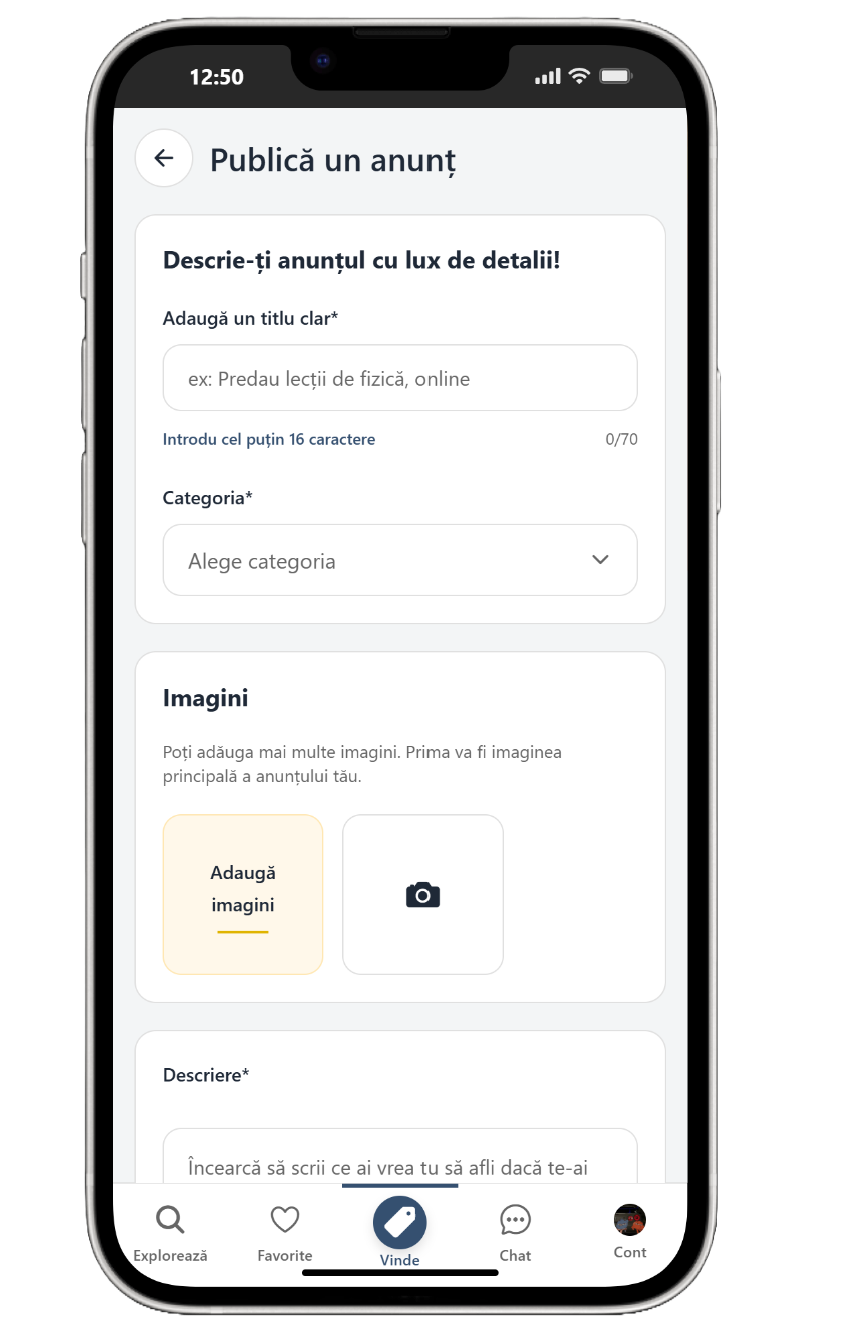 12:50
Publică un anunț
Descrie-ți anunțul cu lux de detalii!
Adaugă un titlu clar*
ex: Predau lecții de fizică, online
Introdu cel puțin 16 caractere 0/70
Categoria*
Alege categoria
Imagini
Poți adăuga mai multe imagini. Prima va fi imaginea
principală a anunțului tău.
Adaugă
imagini
Descriere*
Încearcă să scrii ce ai vrea tu să afli dacă te-ai
Explorează Favorite Vinde Chat Cont